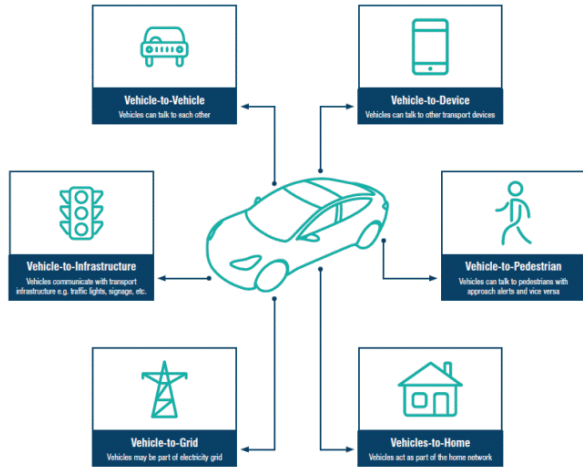 Vehicle-to-Vehicle
Vehicles can talk to each other
Vehicle-to-Device
Vehicles can talk to other transport devices
Vehicle-to-Infrastructure
Vehicles communicate with transport
infrastructure e.g. traffic lights, signage, etc.
Vehicle-to-Pedestrian
Vehicles can talk to pedestrians with
approach alerts and vice versa
Vehicle-to-Grid
Vehicles may be part of electricity grid
Vehicles-to-Home
Vehicles act as part of the home network